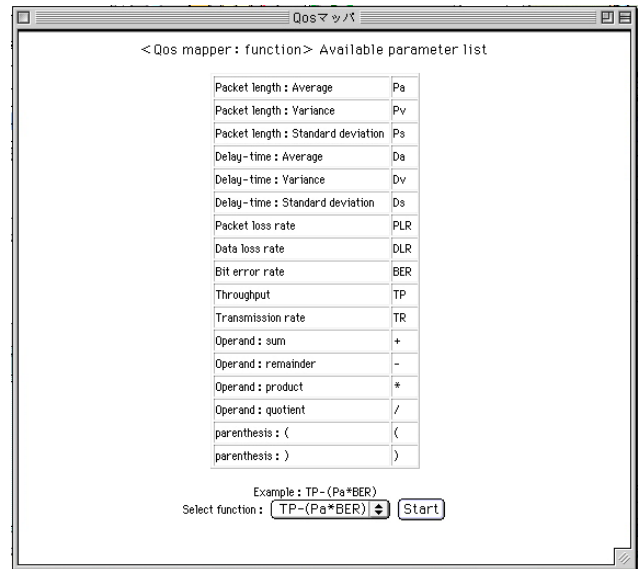 Qosマッパ
<Qos mapper : function> Available parameter list
Packet length : Average Pa
Packet length : Variance Pv
Packet length : Standard deviation Ps
Delay-time : Average Da
Delay-time : Variance Dv
Delay-time : Standard deviation Ds
Packet loss rate PLR
Data loss rate DLR
Bit error rate BER
Throughput TP
Transmission rate TR
Operand : sum +
Operand : remainder -
Operand : product *
Operand : quotient /
parenthesis : ( (
parenthesis : ) )
Example : TP-(Pa*BER)
Select function : TP-(Pa*BER) Start